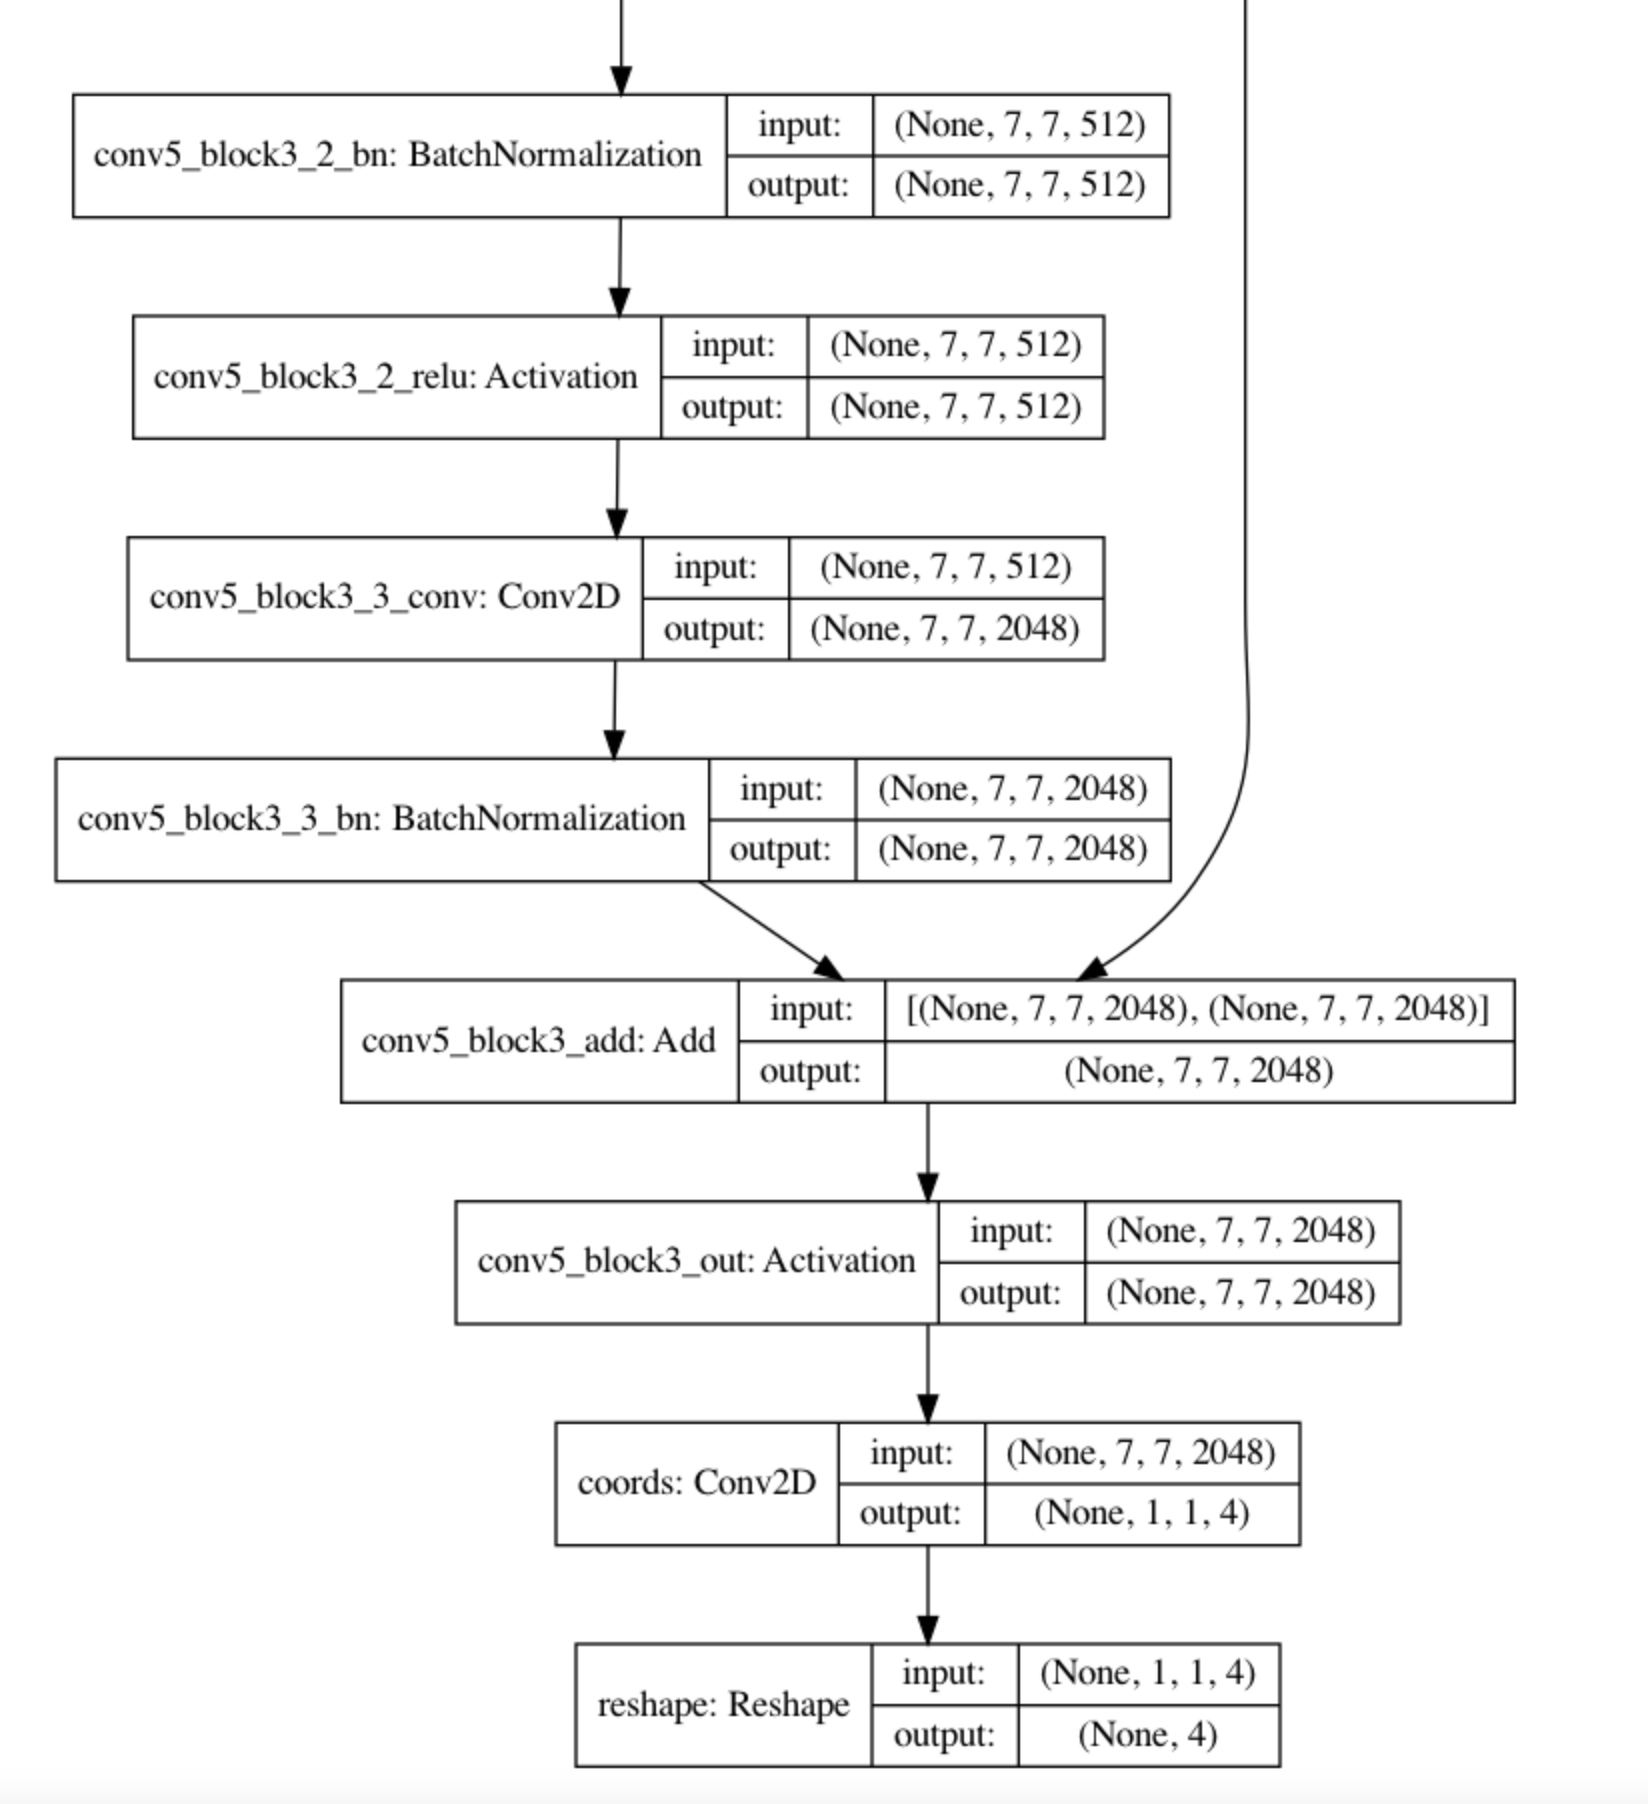 conv5_block3_2_bn: BatchNormalization
input:
(None, 7, 7, 512)
output:
(None, 7, 7, 512)
conv5_block3_2_relu: Activation
input:
(None, 7, 7, 512)
output:
(None, 7, 7, 512)
conv5_block3_3_conv: Conv2D
input:
(None, 7, 7, 512)
output:
(None, 7, 7, 2048)
conv5_block3_3_bn: BatchNormalization
input:
(None, 7, 7, 2048)
output:
(None, 7, 7, 2048)
conv5_block3_add: Add
input:
[(None, 7, 7, 2048), (None, 7, 7, 2048)]
output:
(None, 7, 7, 2048)
conv5_block3_out: Activation
input:
(None, 7, 7, 2048)
output:
(None, 7, 7, 2048)
coords: Conv2D
input:
(None, 7, 7, 2048)
output:
(None, 1, 1, 4)
reshape: Reshape
input:
(None, 1, 1, 4)
output:
(None, 4)